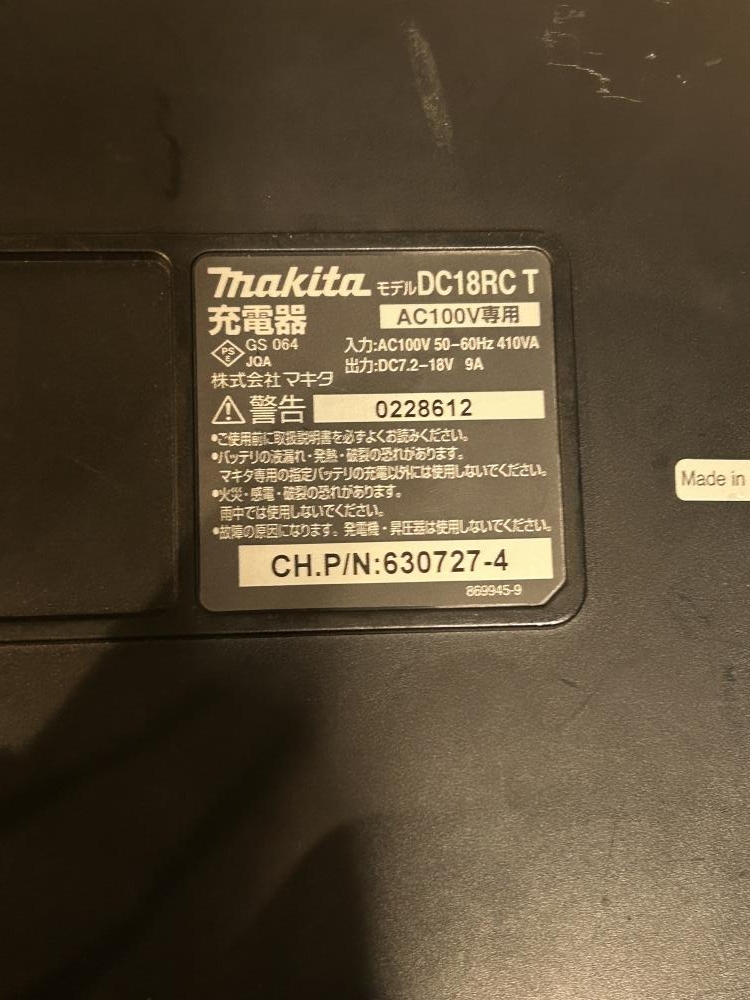 makita モデルDC18RC T
充電器 AC100V専用
PSE GS 064
JQA
入力:AC100V 50-60Hz 410VA
出力:DC7.2-18V 9A
株式会社マキタ
警告 0228612
•ご使用前に取扱説明書を必ずよくお読みください。
•バッテリの液漏れ・発熱・破裂の恐れがあります。
マキタ専用の指定バッテリの充電以外には使用しないでください。
•火災・感電・破裂の恐れがあります。
雨中では使用しないでください。
•故障の原因になります。発電機・昇圧器は使用しないでください。
CH.P/N:630727-4
869945-9
Made in